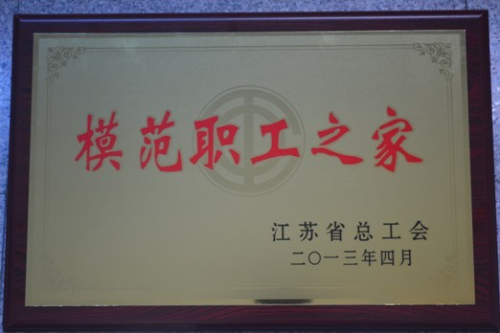 模范职工之家
江苏省总工会
二〇一三年四月